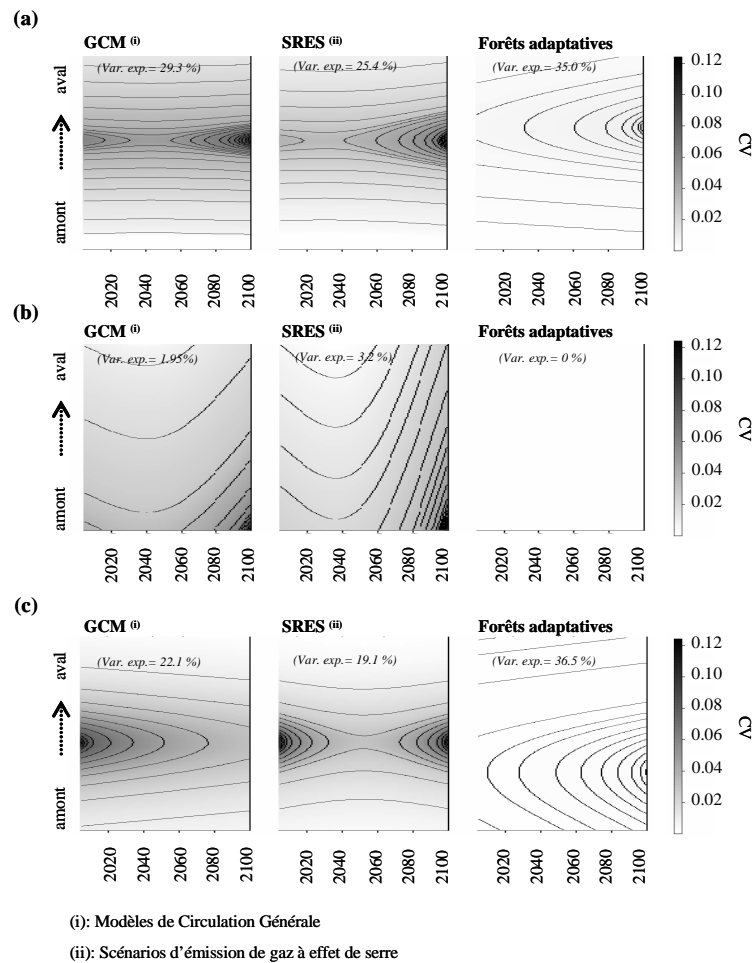 (a)
GCM (i) SRES (ii) Forêts adaptatives
(Var. exp.= 29.3 %) (Var. exp.= 25.4 %) (Var. exp.= 35.0 %)
aval
amont
0.12
0.10
0.08
0.06
0.04
0.02
CV
2020 2040 2060 2080 2100 2020 2040 2060 2080 2100 2020 2040 2060 2080 2100
(b)
GCM (i) SRES (ii) Forêts adaptatives
(Var. exp.= 1.95%) (Var. exp.= 3.2 %) (Var. exp.= 0 %)
aval
amont
0.12
0.10
0.08
0.06
0.04
0.02
CV
2020 2040 2060 2080 2100 2020 2040 2060 2080 2100 2020 2040 2060 2080 2100
(c)
GCM (i) SRES (ii) Forêts adaptatives
(Var. exp.= 22.1 %) (Var. exp.= 19.1 %) (Var. exp.= 36.5 %)
aval
amont
0.12
0.10
0.08
0.06
0.04
0.02
CV
2020 2040 2060 2080 2100 2020 2040 2060 2080 2100 2020 2040 2060 2080 2100
(i): Modèles de Circulation Générale
(ii): Scénarios d'émission de gaz à effet de serre